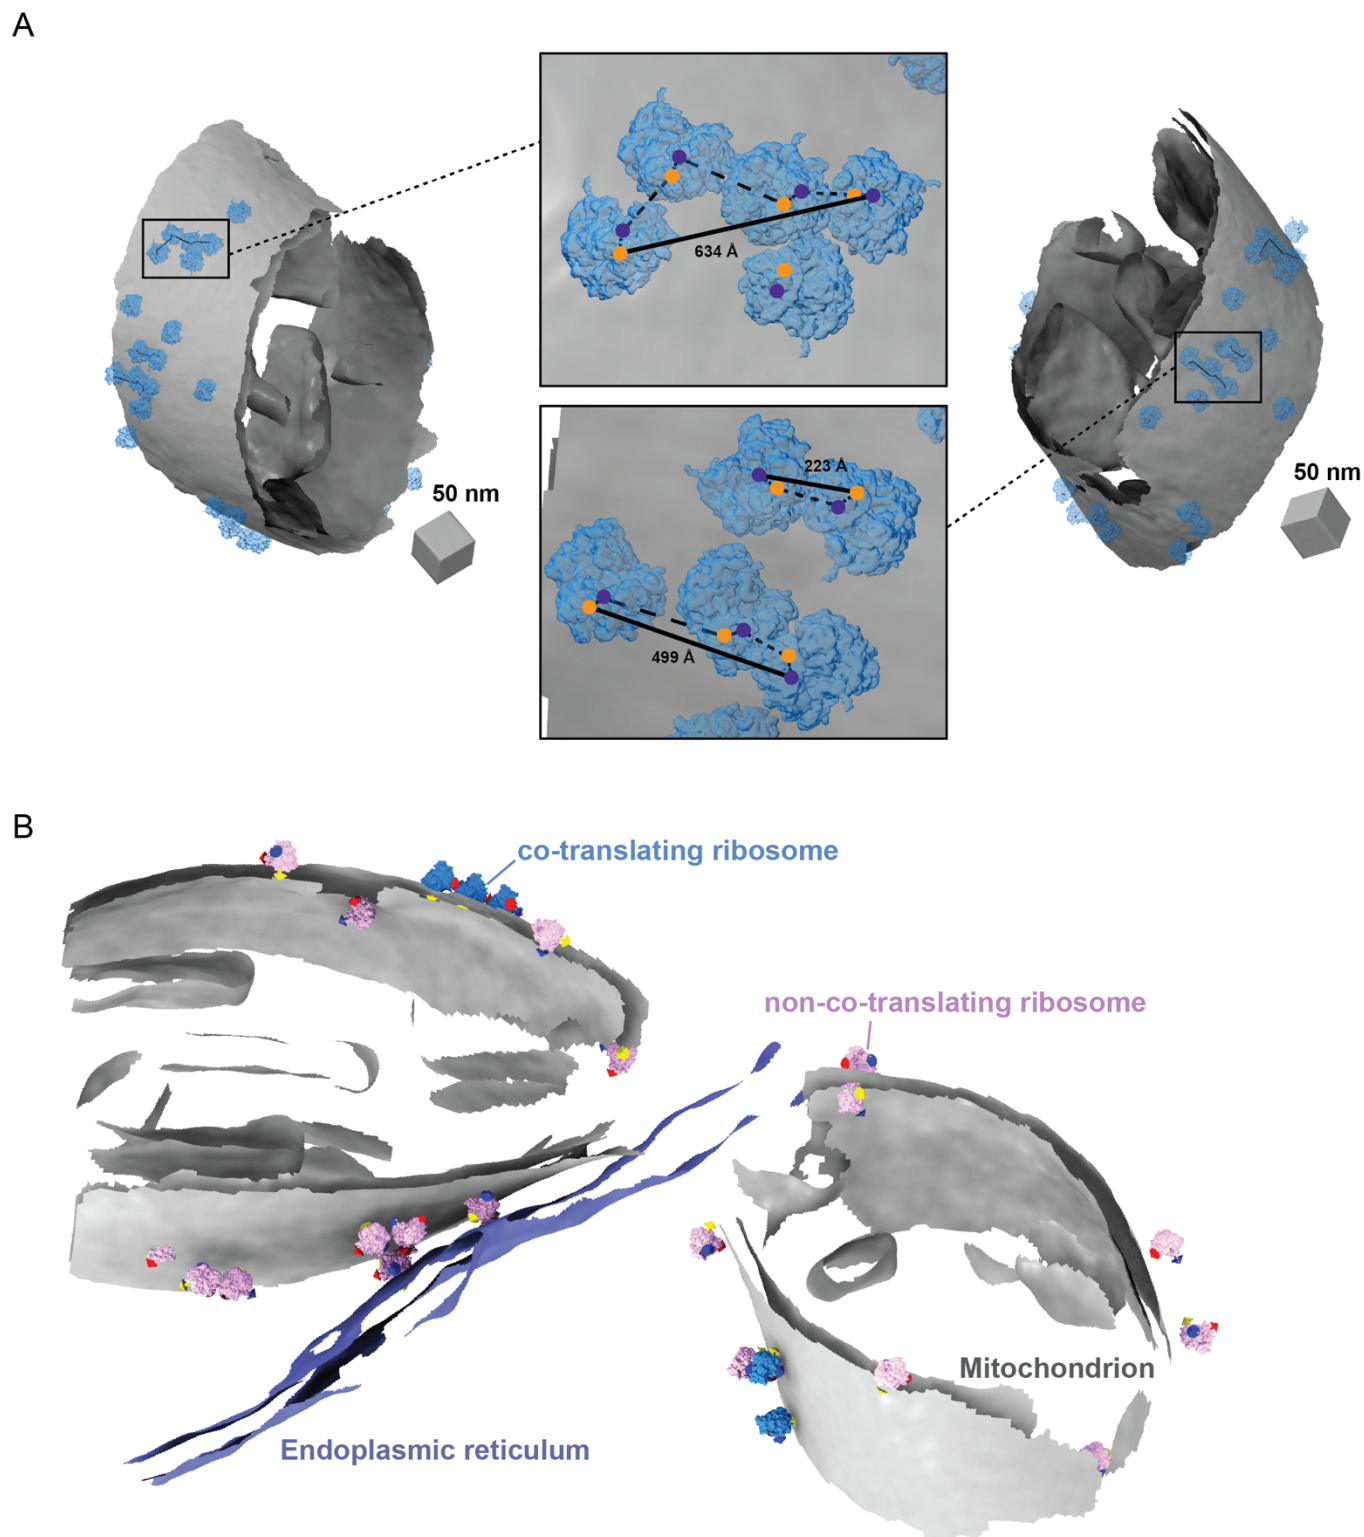 A
634 Å
50 nm
223 Å
50 nm
499 Å
B
co-translating ribosome
non-co-translating ribosome
Mitochondrion
Endoplasmic reticulum